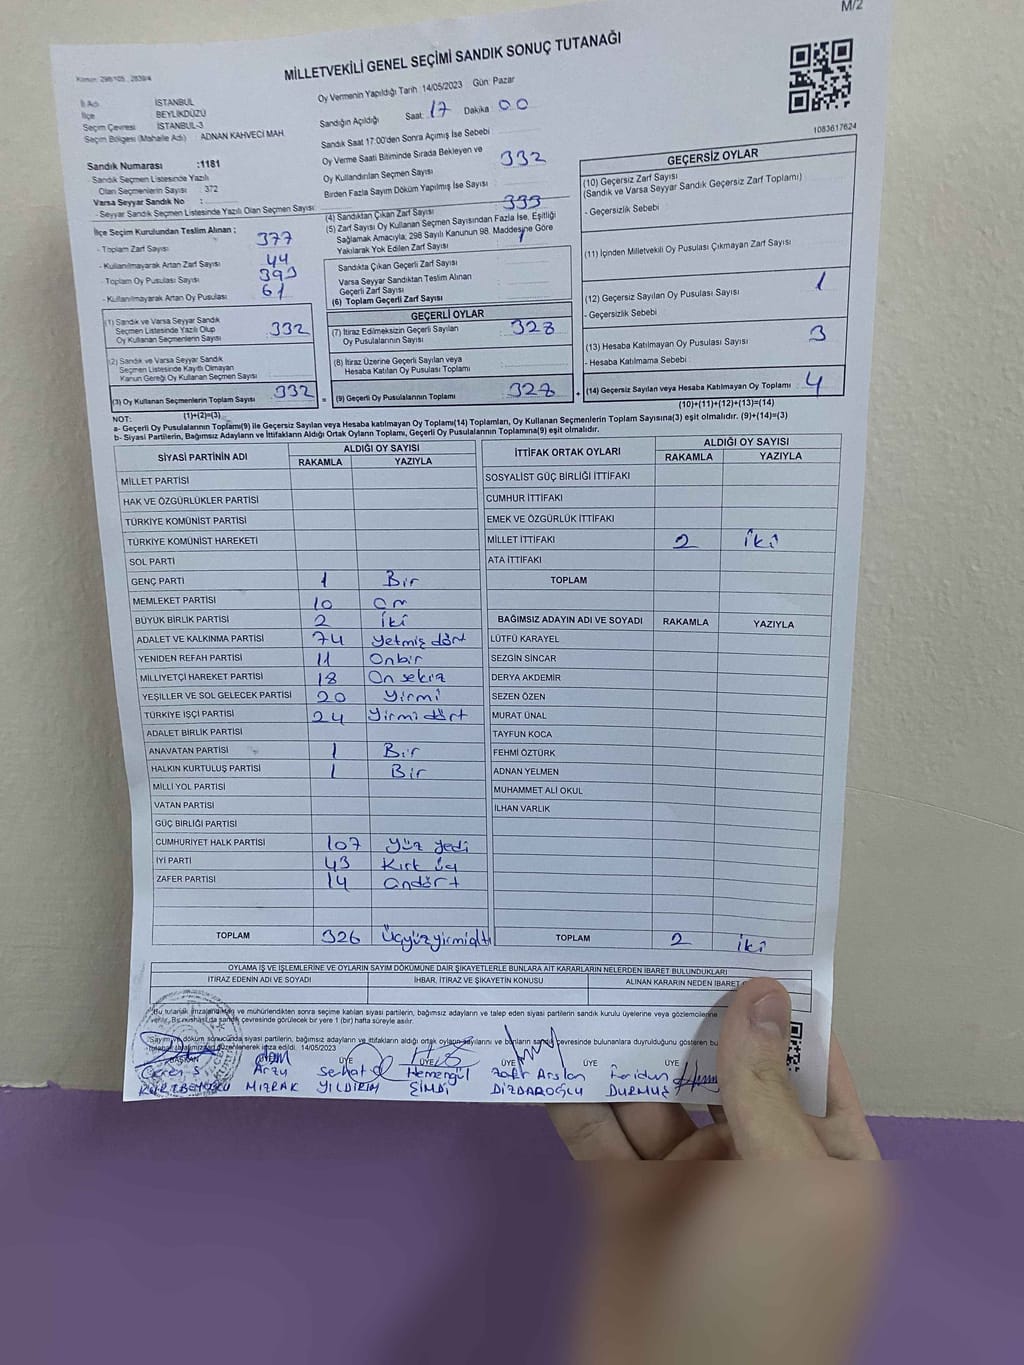 M/2
MİLLETVEKİLİ GENEL SEÇİMİ SANDIK SONUÇ TUTANAĞI
İl Adı İSTANBUL
İlçe BEYLİKDÜZÜ
Seçim Çevresi İSTANBUL-3
Seçim Bölgesi (Mahalle Adı) ADNAN KAHVECİ MAH
Oy Vermenin Yapıldığı Tarih 14/05/2023 Gün: Pazar
Sandığın Açıldığı Saat: 17 Dakika 00
Sandık Saat 17:00'den Sonra Açımış İse Sebebi
Oy Verme Saati Bitiminde Sırada Bekleyen ve
Oy Kullandırılan Seçmen Sayısı 332
Birden Fazla Sayım Döküm Yapılmış İse Sayısı
1083617624
Sandık Numarası :1181
Sandık Seçmen Listesinde Yazılı
Olan Seçmenlerin Sayısı : 372
Varsa Seyyar Sandık No :
- Seyyar Sandık Seçmen Listesinde Yazılı Olan Seçmen Sayısı
İlçe Seçim Kurulundan Teslim Alınan ;
- Toplam Zarf Sayısı 377
- Kullanılmayarak Artan Zarf Sayısı 44
- Toplam Oy Pusulası Sayısı 393
- Kullanılmayarak Artan Oy Pusulası 61
(1) Sandık ve Varsa Seyyar Sandık
Seçmen Listesinde Yazılı Olup
Oy Kullanan Seçmenlerin Sayısı 332
(2) Sandık ve Varsa Seyyar Sandık
Seçmen Listesinde Kayıtlı Olmayan
Kanun Gereği Oy Kullanan Seçmen Sayısı
(3) Oy Kullanan Seçmenlerin Toplam Sayısı 332
(1)+(2)=(3)
(4) Sandıktan Çıkan Zarf Sayısı 333
(5) Zarf Sayısı Oy Kullanan Seçmen Sayısından Fazla İse, Eşitliği
Sağlamak Amacıyla, 298 Sayılı Kanunun 98. Maddesine Göre
Yakılarak Yok Edilen Zarf Sayısı 1
Sandıkta Çıkan Geçerli Zarf Sayısı
Varsa Seyyar Sandıktan Teslim Alınan
Geçerli Zarf Sayısı
(6) Toplam Geçerli Zarf Sayısı
GEÇERLİ OYLAR
(7) İtiraz Edilmeksizin Geçerli Sayılan
Oy Pusulalarının Sayısı 328
(8) İtiraz Üzerine Geçerli Sayılan veya
Hesaba Katılan Oy Pusulası Toplamı
= (9) Geçerli Oy Pusulalarının Toplamı 328
GEÇERSİZ OYLAR
(10) Geçersiz Zarf Sayısı
(Sandık ve Varsa Seyyar Sandık Geçersiz Zarf Toplamı)
- Geçersizlik Sebebi
(11) İçinden Milletvekili Oy Pusulası Çıkmayan Zarf Sayısı
(12) Geçersiz Sayılan Oy Pusulası Sayısı 1
- Geçersizlik Sebebi
(13) Hesaba Katılmayan Oy Pusulası Sayısı 3
- Hesaba Katılmama Sebebi
+ (14) Geçersiz Sayılan veya Hesaba Katılmayan Oy Toplamı 4
(10)+(11)+(12)+(13)=(14)
NOT:
a- Geçerli Oy Pusulalarının Toplamı(9) ile Geçersiz Sayılan veya Hesaba katılmayan Oy Toplamı(14) Toplamları, Oy Kullanan Seçmenlerin Toplam Sayısına(3) eşit olmalıdır. (9)+(14)=(3)
b- Siyasi Partilerin, Bağımsız Adayların ve İttifakların Aldığı Ortak Oyların Toplamı, Geçerli Oy Pusulalarının Toplamına(9) eşit olmalıdır.
SİYASİ PARTİNİN ADI ALDIĞI OY SAYISI
RAKAMLA YAZIYLA
MİLLET PARTİSİ
HAK VE ÖZGÜRLÜKLER PARTİSİ
TÜRKİYE KOMÜNİST PARTİSİ
TÜRKİYE KOMÜNİST HAREKETİ
SOL PARTİ
GENÇ PARTİ 1 Bir
MEMLEKET PARTİSİ 10 on
BÜYÜK BİRLİK PARTİSİ 2 iki
ADALET VE KALKINMA PARTİSİ 74 yetmiş dört
YENİDEN REFAH PARTİSİ 11 Onbir
MİLLİYETÇİ HAREKET PARTİSİ 18 On sekiz
YEŞİLLER VE SOL GELECEK PARTİSİ 20 yirmi
TÜRKİYE İŞÇİ PARTİSİ 24 yirmi dört
ADALET BİRLİK PARTİSİ
ANAVATAN PARTİSİ 1 Bir
HALKIN KURTULUŞ PARTİSİ 1 Bir
MİLLİ YOL PARTİSİ
VATAN PARTİSİ
GÜÇ BİRLİĞİ PARTİSİ
CUMHURİYET HALK PARTİSİ 107 yüz yedi
İYİ PARTİ 43 Kırk üç
ZAFER PARTİSİ 14 ondört
TOPLAM 326 Üçyüzyirmialtı
İTTİFAK ORTAK OYLARI ALDIĞI OY SAYISI
RAKAMLA YAZIYLA
SOSYALİST GÜÇ BİRLİĞİ İTTİFAKI
CUMHUR İTTİFAKI
EMEK VE ÖZGÜRLÜK İTTİFAKI
MİLLET İTTİFAKI 2 iki
ATA İTTİFAKI
TOPLAM
BAĞIMSIZ ADAYIN ADI VE SOYADI RAKAMLA YAZIYLA
LÜTFÜ KARAYEL
SEZGİN SİNCAR
DERYA AKDEMİR
SEZEN ÖZEN
MURAT ÜNAL
TAYFUN KOCA
FEHMİ ÖZTÜRK
ADNAN YELMEN
MUHAMMET ALİ OKUL
İLHAN VARLIK
TOPLAM 2 iki
OYLAMA İŞ VE İŞLEMLERİNE VE OYLARIN SAYIM DÖKÜMÜNE DAİR ŞİKAYETLERLE BUNLARA AİT KARARLARIN NELERDEN İBARET BULUNDUKLARI
İTİRAZ EDENİN ADI VE SOYADI İHBAR, İTİRAZ VE ŞİKAYETİN KONUSU ALINAN KARARIN NEDEN İBARET
Bu tutanak imzalandıktan ve mühürlendikten sonra seçime katılan siyasi partilerin, bağımsız adayların ve talep eden siyasi partilerin sandık kurulu üyelerine veya gözlemcilerine
verilir, Bir nüshası da sandık çevresinde görülecek bir yere 1 (bir) hafta süreyle asılır.
Sayım ve döküm sonucunda siyasi partilerin, bağımsız adayların ve ittifakların aldığı ortak oyların sayılarını ve bunların sandık çevresinde bulunanlara duyrulduğunu gösteren bu
düzenlenerek imza edildi. 14/05/2023
BAŞKAN ÜYE ÜYE ÜYE ÜYE ÜYE
Arzu Serhat Hemengül Zafer Arslan Feridun
MIZRAK YILDIRIM ŞİMDİ DİZDAROĞLU DURMUŞ